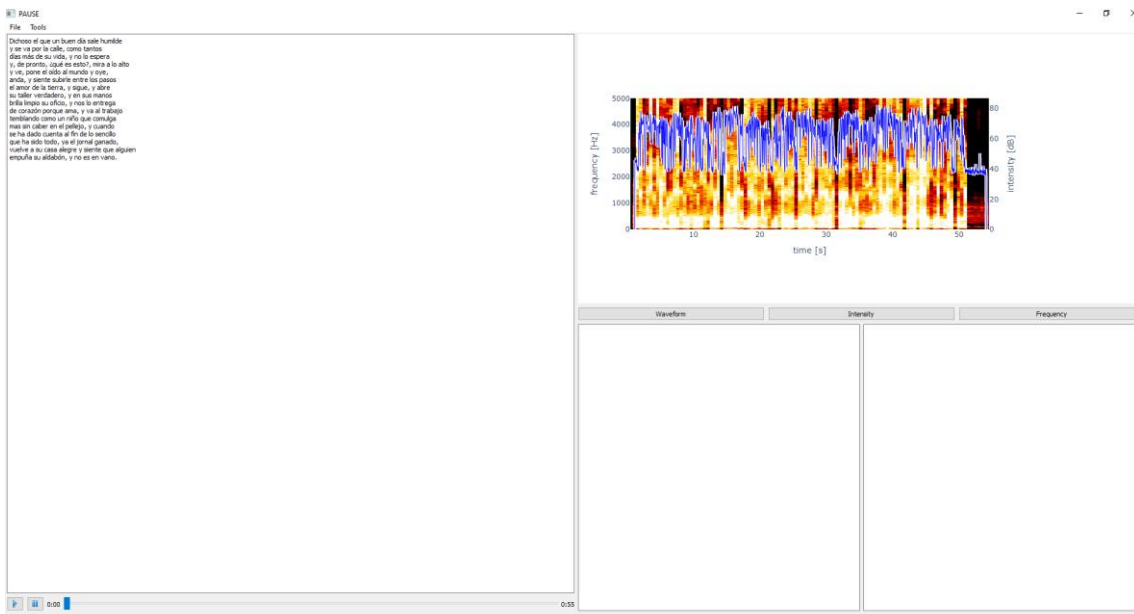 PAUSE
File Tools
Dichoso el que un buen día sale humilde
y se va por la calle, como tantos
días más de su vida, y no lo espera
y, de pronto, ¿qué es esto?, mira a lo alto
y ve, pone el oído al mundo y oye,
anda, y siente subirle entre los pasos
el amor de la tierra, y sigue, y abre
su taller verdadero, y en sus manos
brilla limpio su oficio, y nos lo entrega
de corazón porque ama, y va al trabajo
temblando como un niño que comulga
mas sin caber en el pellejo, y cuando
se ha dado cuenta al fin de lo sencillo
que ha sido todo, ya el jornal ganado,
vuelve a su casa alegre y siente que alguien
empuña su aldabón, y no es en vano.
0:00
0:55
5000
4000
3000
2000
1000
0
frequency [Hz]
80
60
40
20
0
intensity [dB]
10 20 30 40 50
time [s]
Waveform
Intensity
Frequency